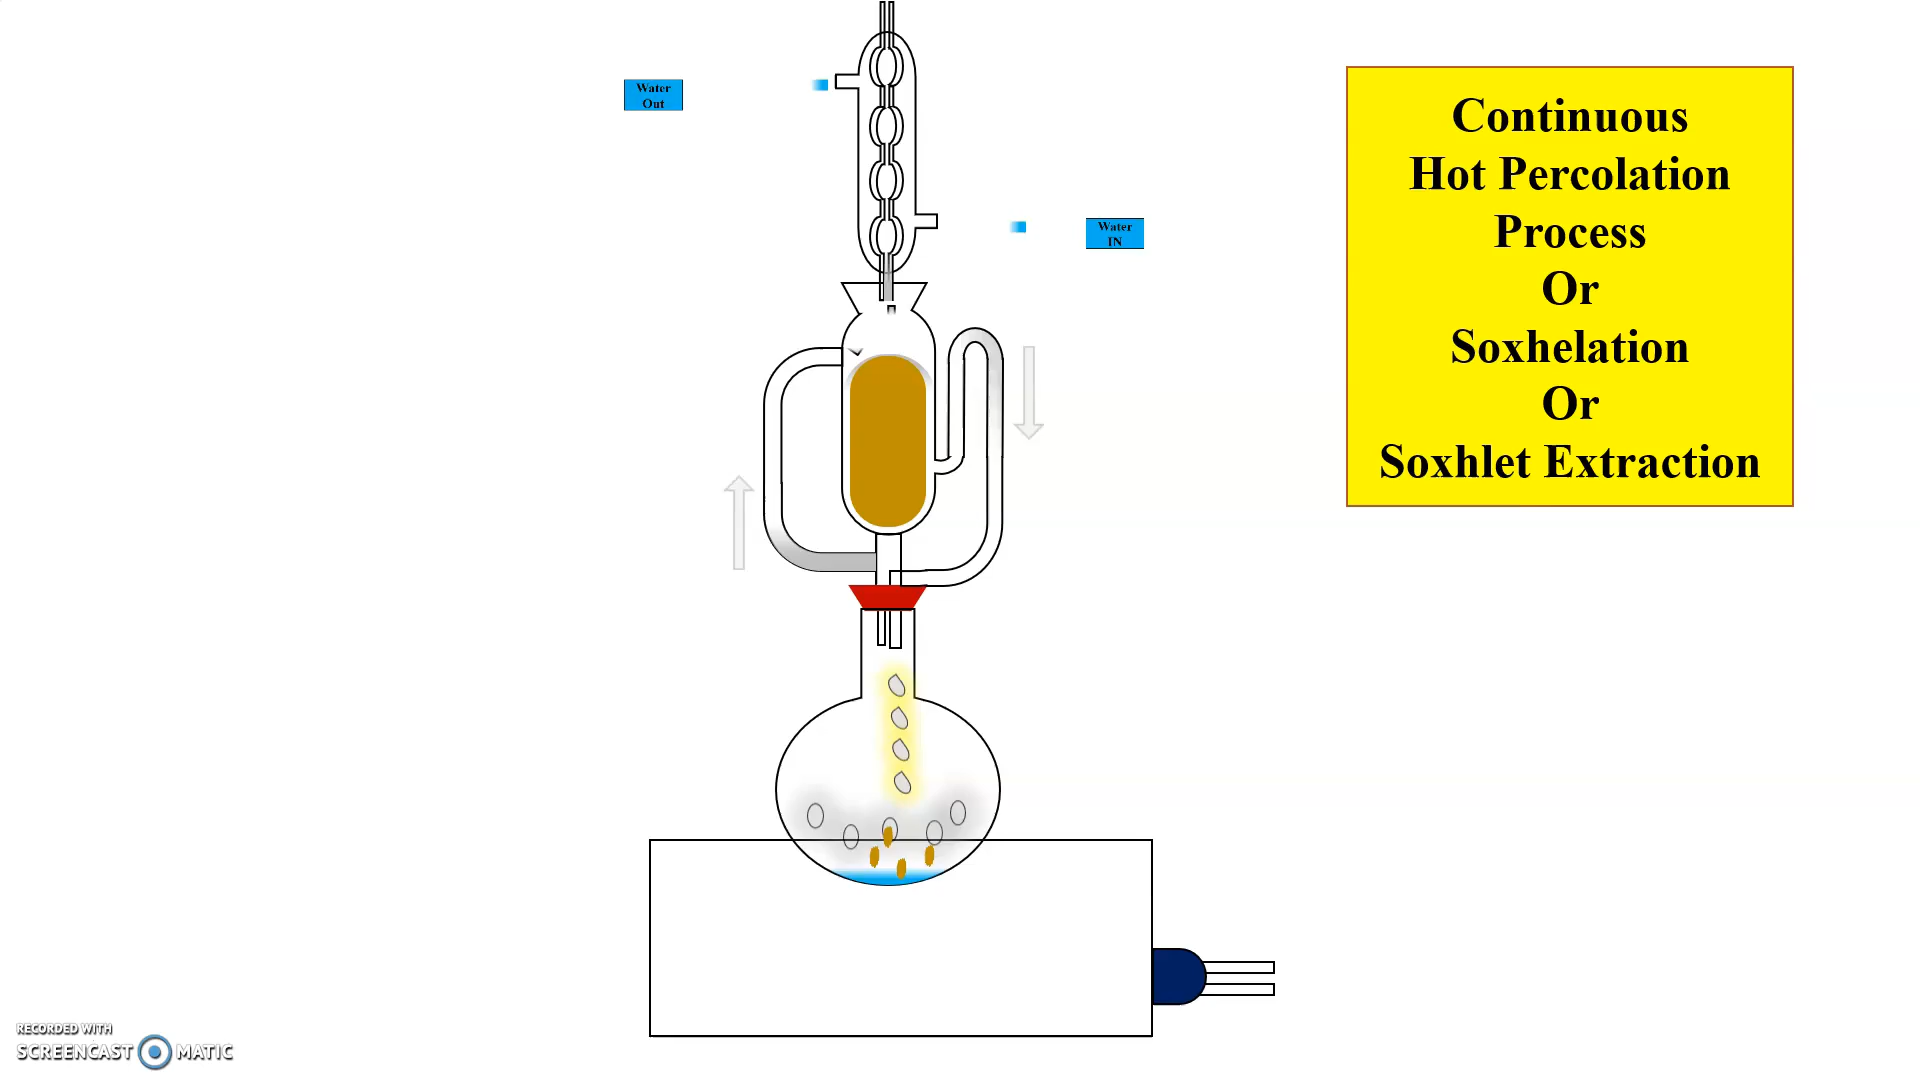 Water
Out
Water
IN
Continuous
Hot Percolation
Process
Or
Soxhelation
Or
Soxhlet Extraction
RECORDED WITH
SCREENCAST MATIC